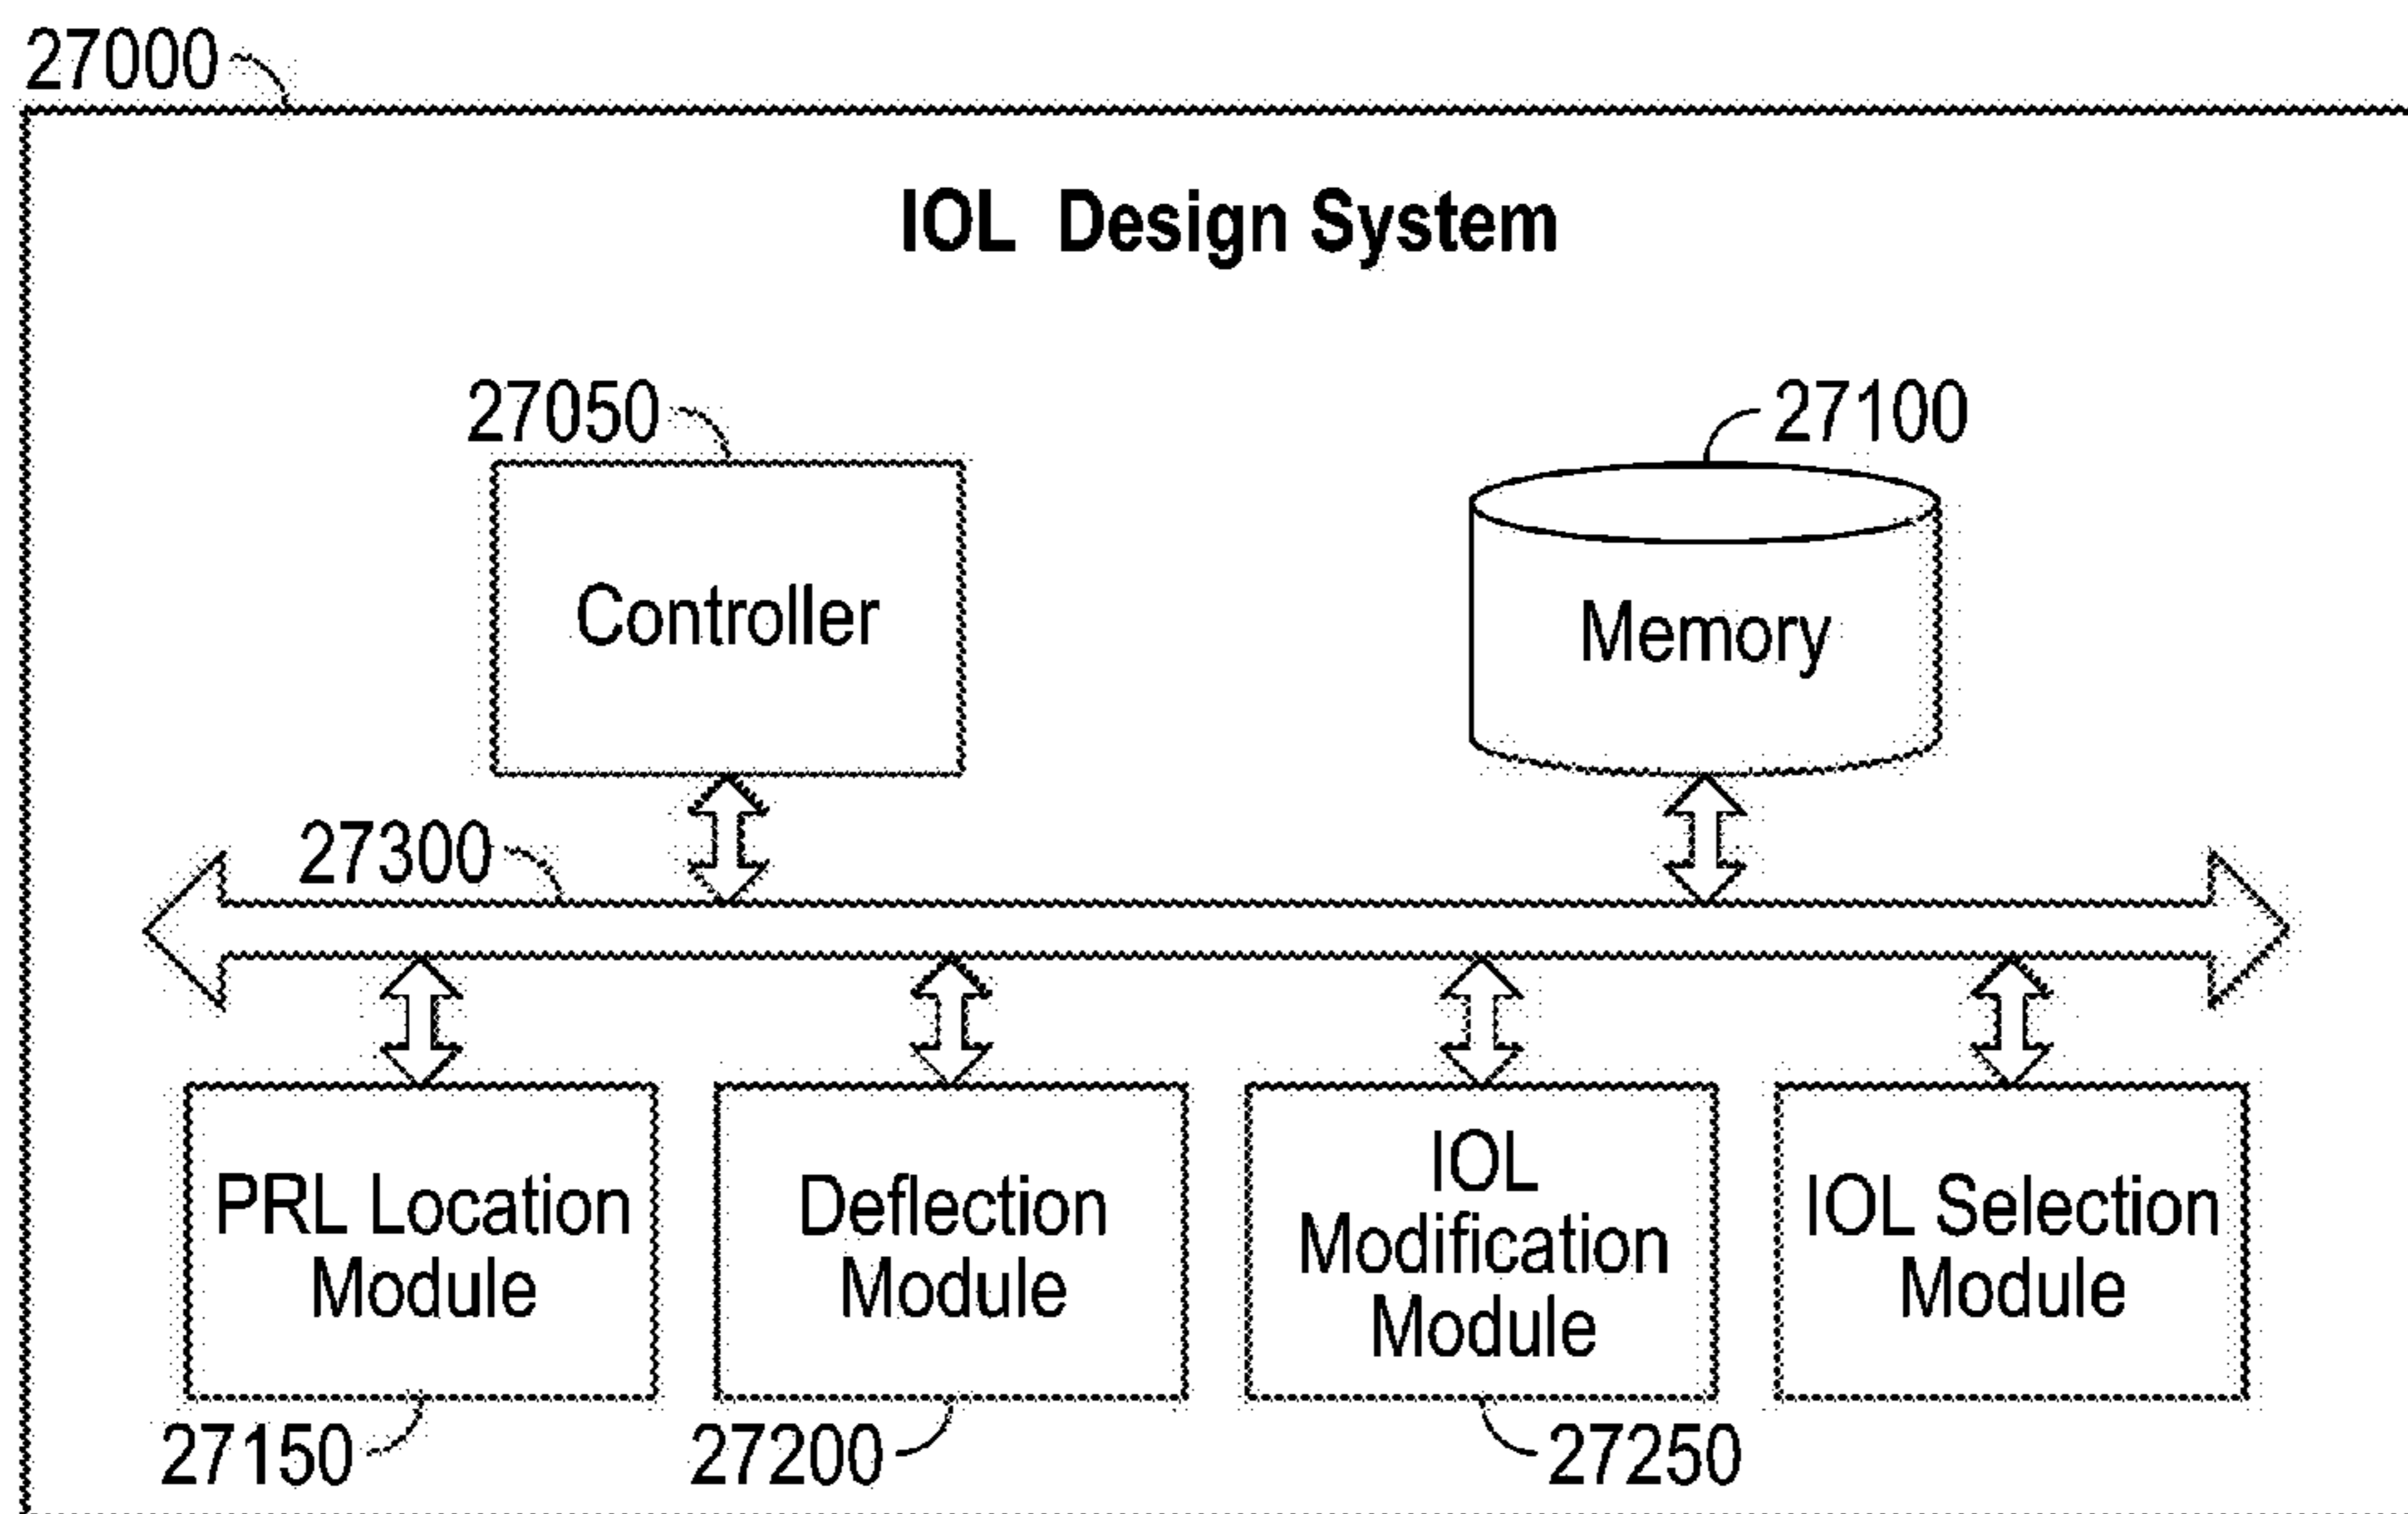 27000
IOL Design System
27050
27100
Controller
Memory
27300
PRL Location
Module
Deflection
Module
IOL
Modification
Module
IOL Selection
Module
27150
27200
27250